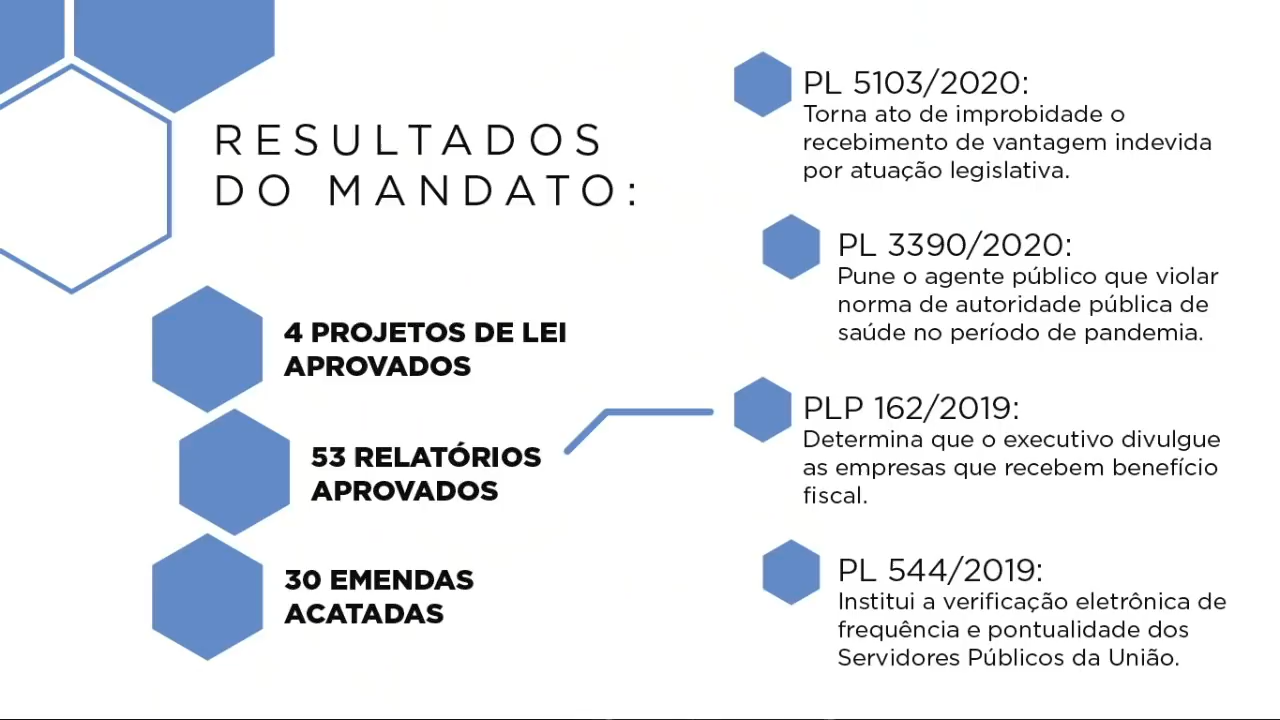 RESULTADOS
DO MANDATO:
4 PROJETOS DE LEI
APROVADOS
53 RELATÓRIOS
APROVADOS
30 EMENDAS
ACATADAS
PL 5103/2020:
Torna ato de improbidade o
recebimento de vantagem indevida
por atuação legislativa.
PL 3390/2020:
Pune o agente público que violar
norma de autoridade pública de
saúde no período de pandemia.
PLP 162/2019:
Determina que o executivo divulgue
as empresas que recebem benefício
fiscal.
PL 544/2019:
Institui a verificação eletrônica de
frequência e pontualidade dos
Servidores Públicos da União.